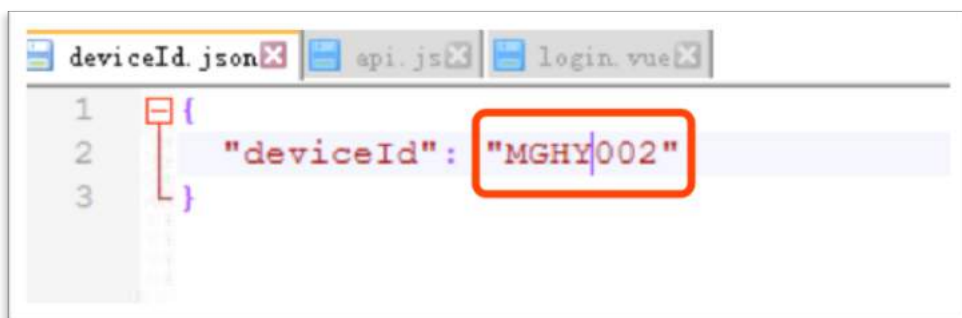 deviceId.json api.js login.vue
1 {
2 "deviceId": "MGHY002"
3 }